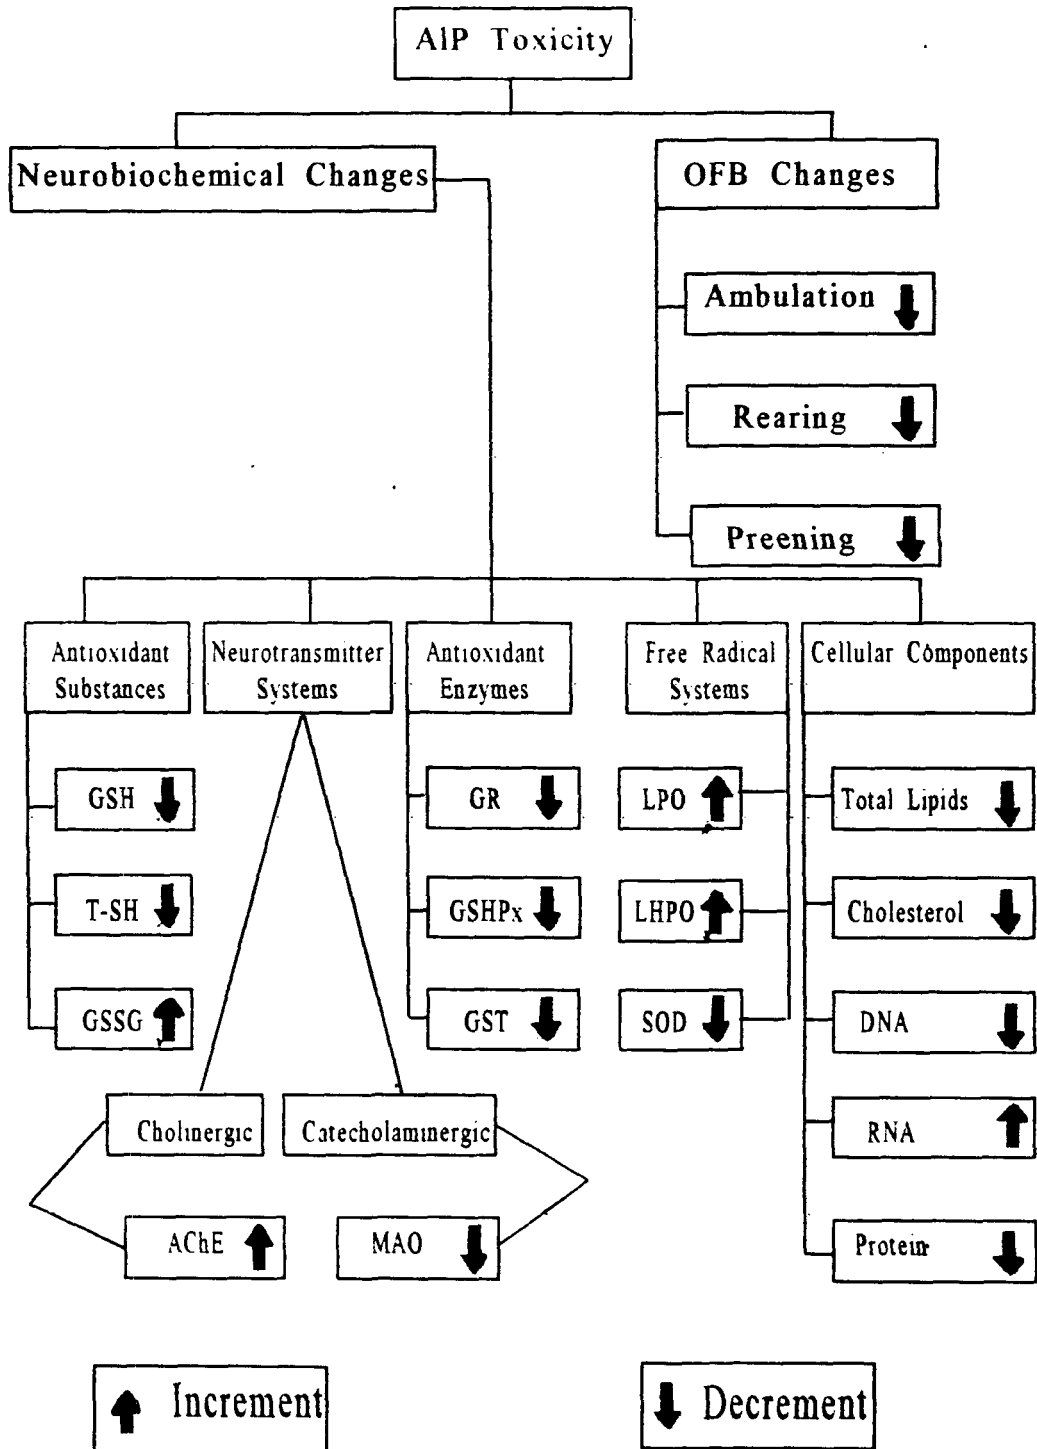 AlP Toxicity
Neurobiochemical Changes
OFB Changes
Ambulation
Rearing
Preening
Antioxidant
Substances
Neurotransmitter
Systems
Antioxidant
Enzymes
Free Radical
Systems
Cellular Components
GSH
T-SH
GSSG
GR
GSHPx
GST
LPO
LHPO
SOD
Total Lipids
Cholesterol
DNA
RNA
Protein
Cholinergic
Catecholaminergic
AChE
MAO
Increment
Decrement